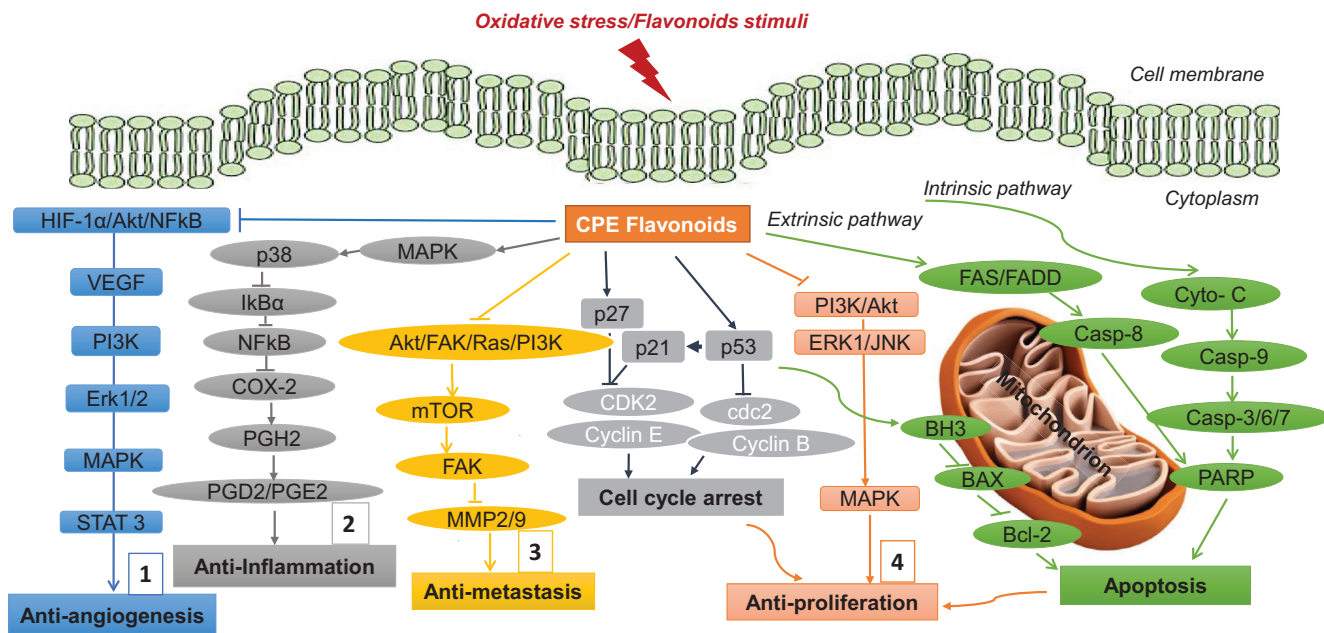 Oxidative stress/Flavonoids stimuli
Cell membrane
Cytoplasm
Intrinsic pathway
Extrinsic pathway
CPE Flavonoids
HIF-1α/Akt/NFkB
VEGF
PI3K
Erk1/2
MAPK
STAT 3
1
Anti-angiogenesis
MAPK
p38
IkBα
NFkB
COX-2
PGH2
PGD2/PGE2
2
Anti-Inflammation
Akt/FAK/Ras/PI3K
mTOR
FAK
MMP2/9
3
Anti-metastasis
p27
p21
p53
CDK2
cdc2
Cyclin E
Cyclin B
Cell cycle arrest
PI3K/Akt
ERK1/JNK
MAPK
4
Anti-proliferation
FAS/FADD
Casp-8
Cyto- C
Casp-9
Casp-3/6/7
PARP
Mitochondrion
BH3
BAX
Bcl-2
Apoptosis